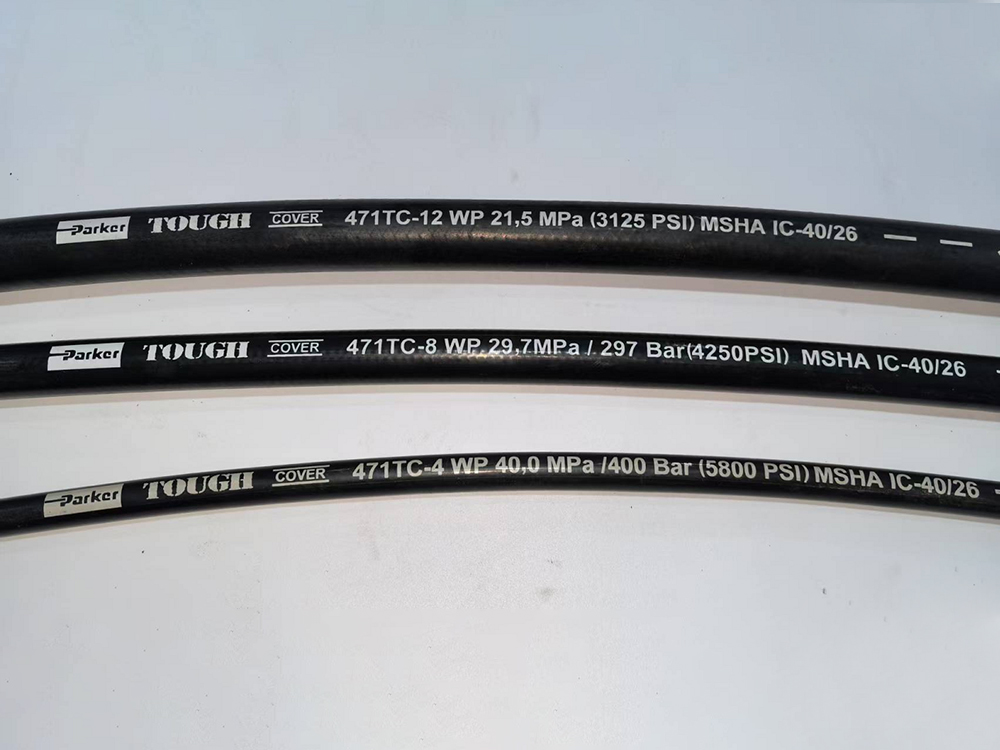 Parker TOUGH COVER 471TC-12 WP 21,5 MPa (3125 PSI) MSHA IC-40/26
Parker TOUGH COVER 471TC-8 WP 29,7MPa / 297 Bar(4250PSI) MSHA IC-40/26
Parker TOUGH COVER 471TC-4 WP 40,0 MPa /400 Bar (5800 PSI) MSHA IC-40/26